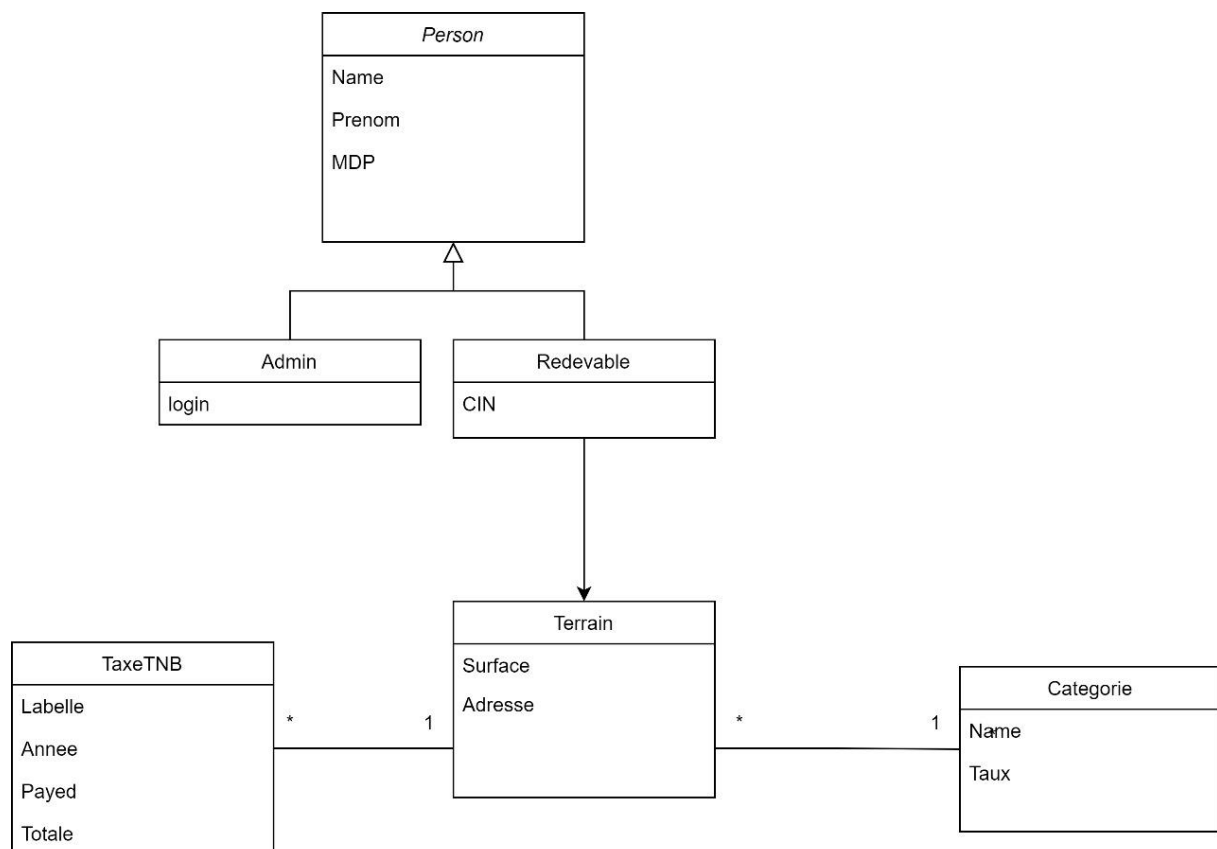 Person
Name
Prenom
MDP
Admin
login
Redevable
CIN
Terrain
Surface
Adresse
TaxeTNB
Labelle
Annee
Payed
Totale
* 1
* 1
Categorie
Name
Taux